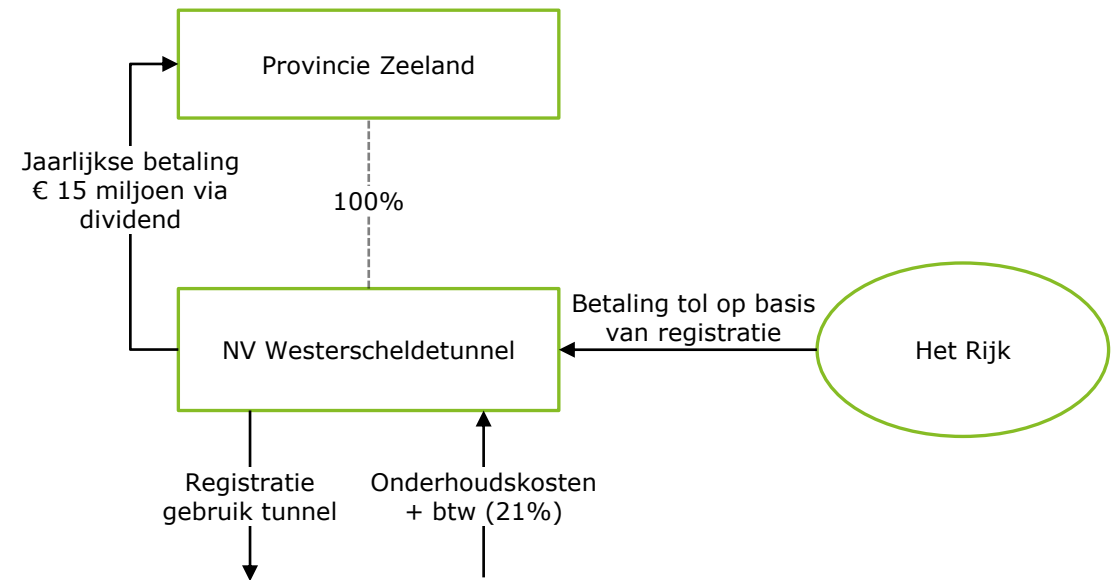 Provincie Zeeland
Jaarlijkse betaling
€ 15 miljoen via
dividend
100%
Betaling tol op basis
van registratie
NV Westerscheldetunnel
Het Rijk
Registratie
gebruik tunnel
Onderhoudskosten
+ btw (21%)